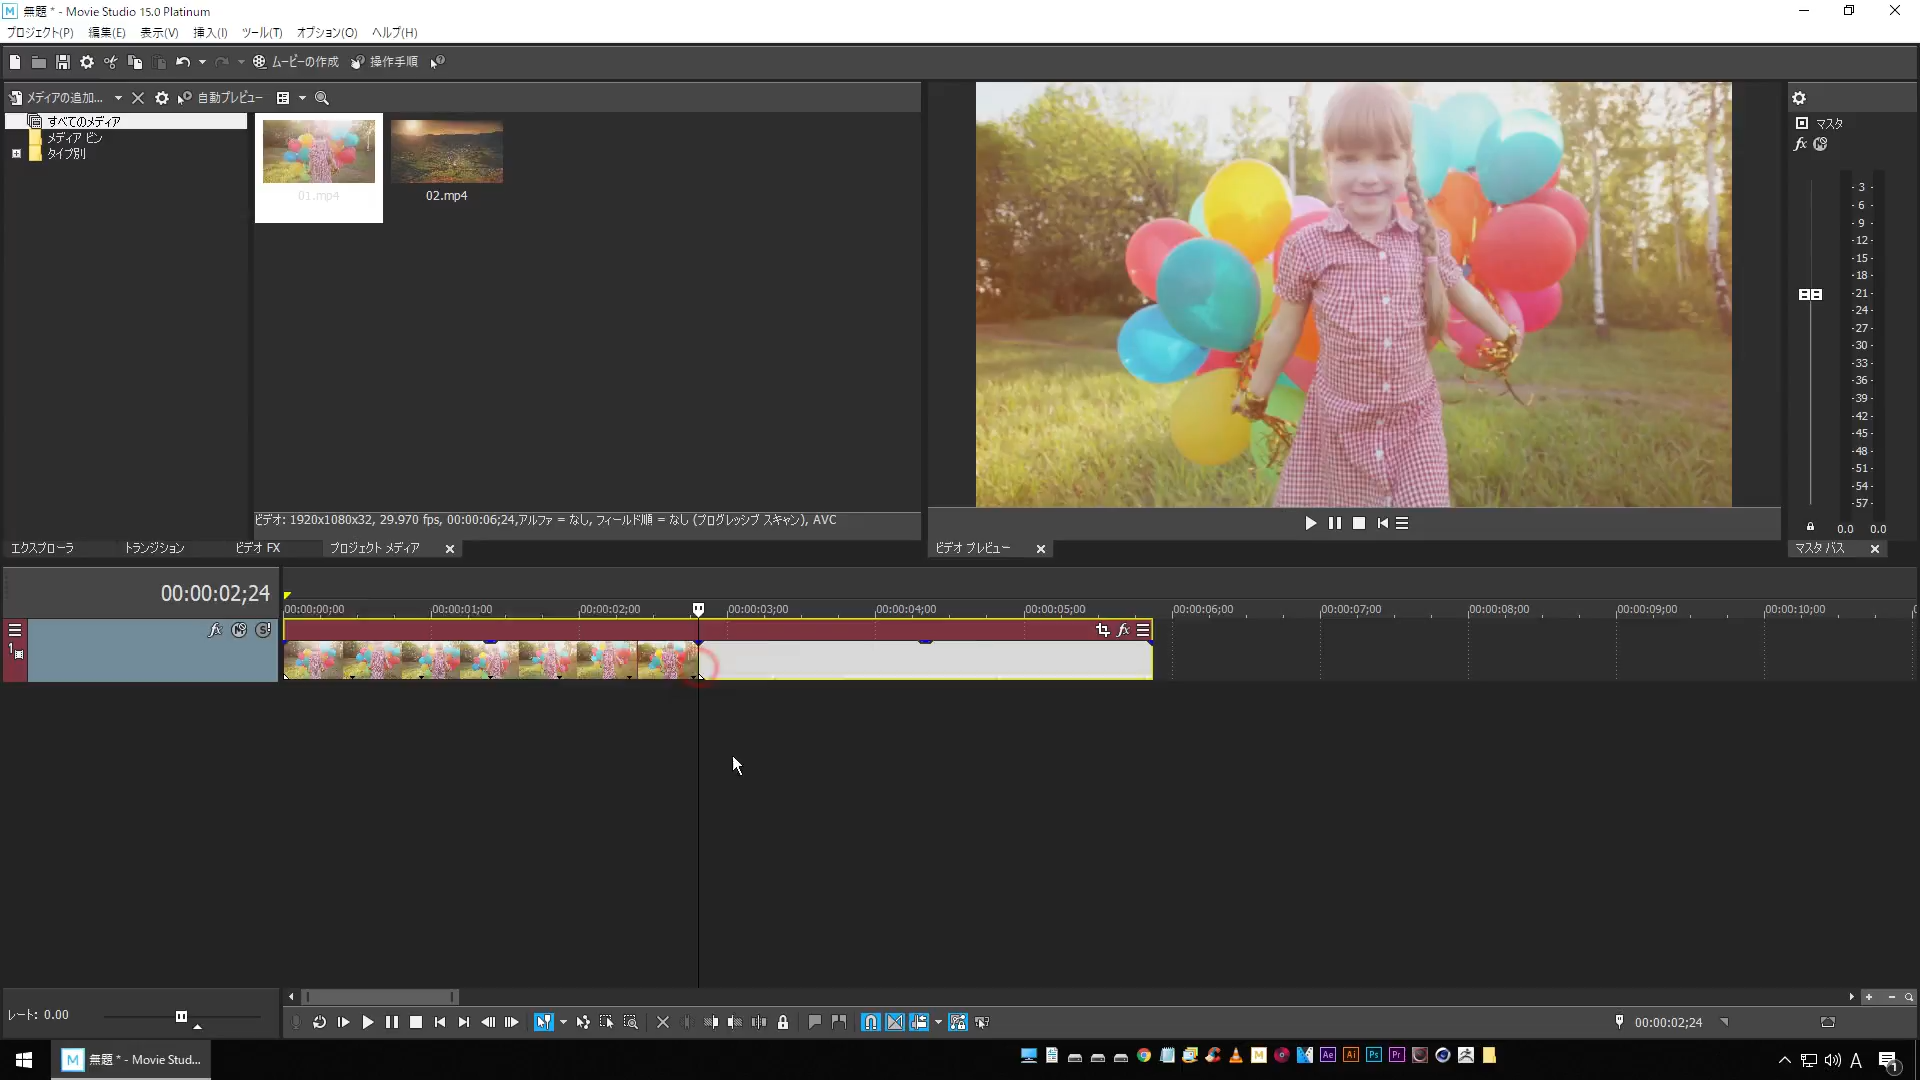 無題 * - Movie Studio 15.0 Platinum
プロジェクト(P) 編集(E) 表示(V) 挿入(I) ツール(T) オプション(O) ヘルプ(H)
ムービーの作成 操作手順
メディアの追加... 自動プレビュー
すべてのメディア
メディア ビン
タイプ別
01.mp4 02.mp4
ビデオ: 1920x1080x32, 29.970 fps, 00:00:06;24,アルファ = なし, フィールド順 = なし (プログレッシブ スキャン), AVC
エクスプローラ トランジション ビデオ FX プロジェクト メディア
ビデオ プレビュー
マスタ
fx
-3-
-6-
-9-
-12-
-15-
-18-
-21-
-24-
-27-
-30-
-33-
-36-
-39-
-42-
-45-
-48-
-51-
-54-
-57-
0.0 0.0
マスタ バス
00:00:02;24
00:00:00;00 00:00:01;00 00:00:02;00 00:00:03;00 00:00:04;00 00:00:05;00 00:00:06;00 00:00:07;00 00:00:08;00 00:00:09;00 00:00:10;00
fx
fx
1
レート: 0.00
00:00:02;24
M 無題 * - Movie Stud...
M Ae Ai Ps Pr
A
1